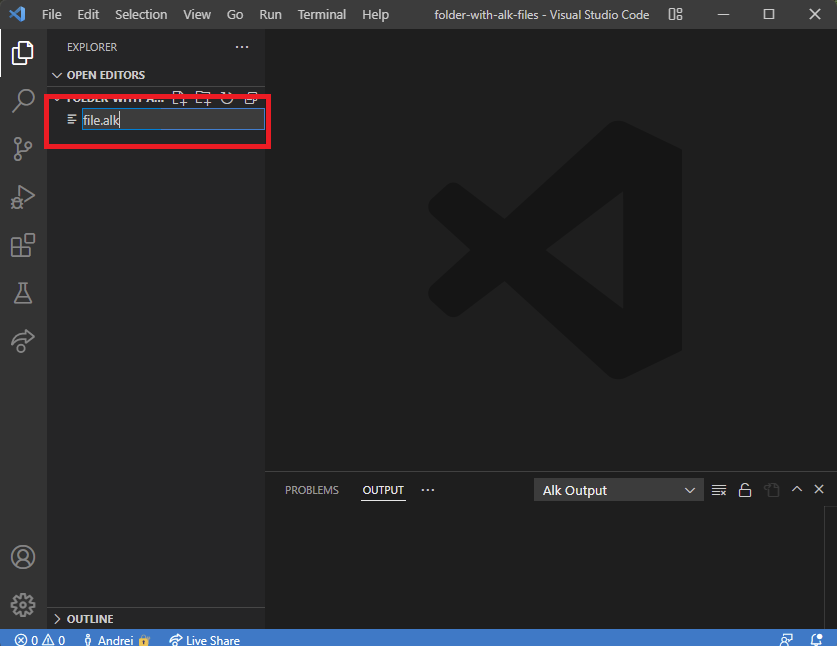 File Edit Selection View Go Run Terminal Help folder-with-alk-files - Visual Studio Code
EXPLORER
OPEN EDITORS
FOLDER-WITH-A...
file.alk
PROBLEMS OUTPUT Alk Output
OUTLINE
0 0 Andrei Live Share